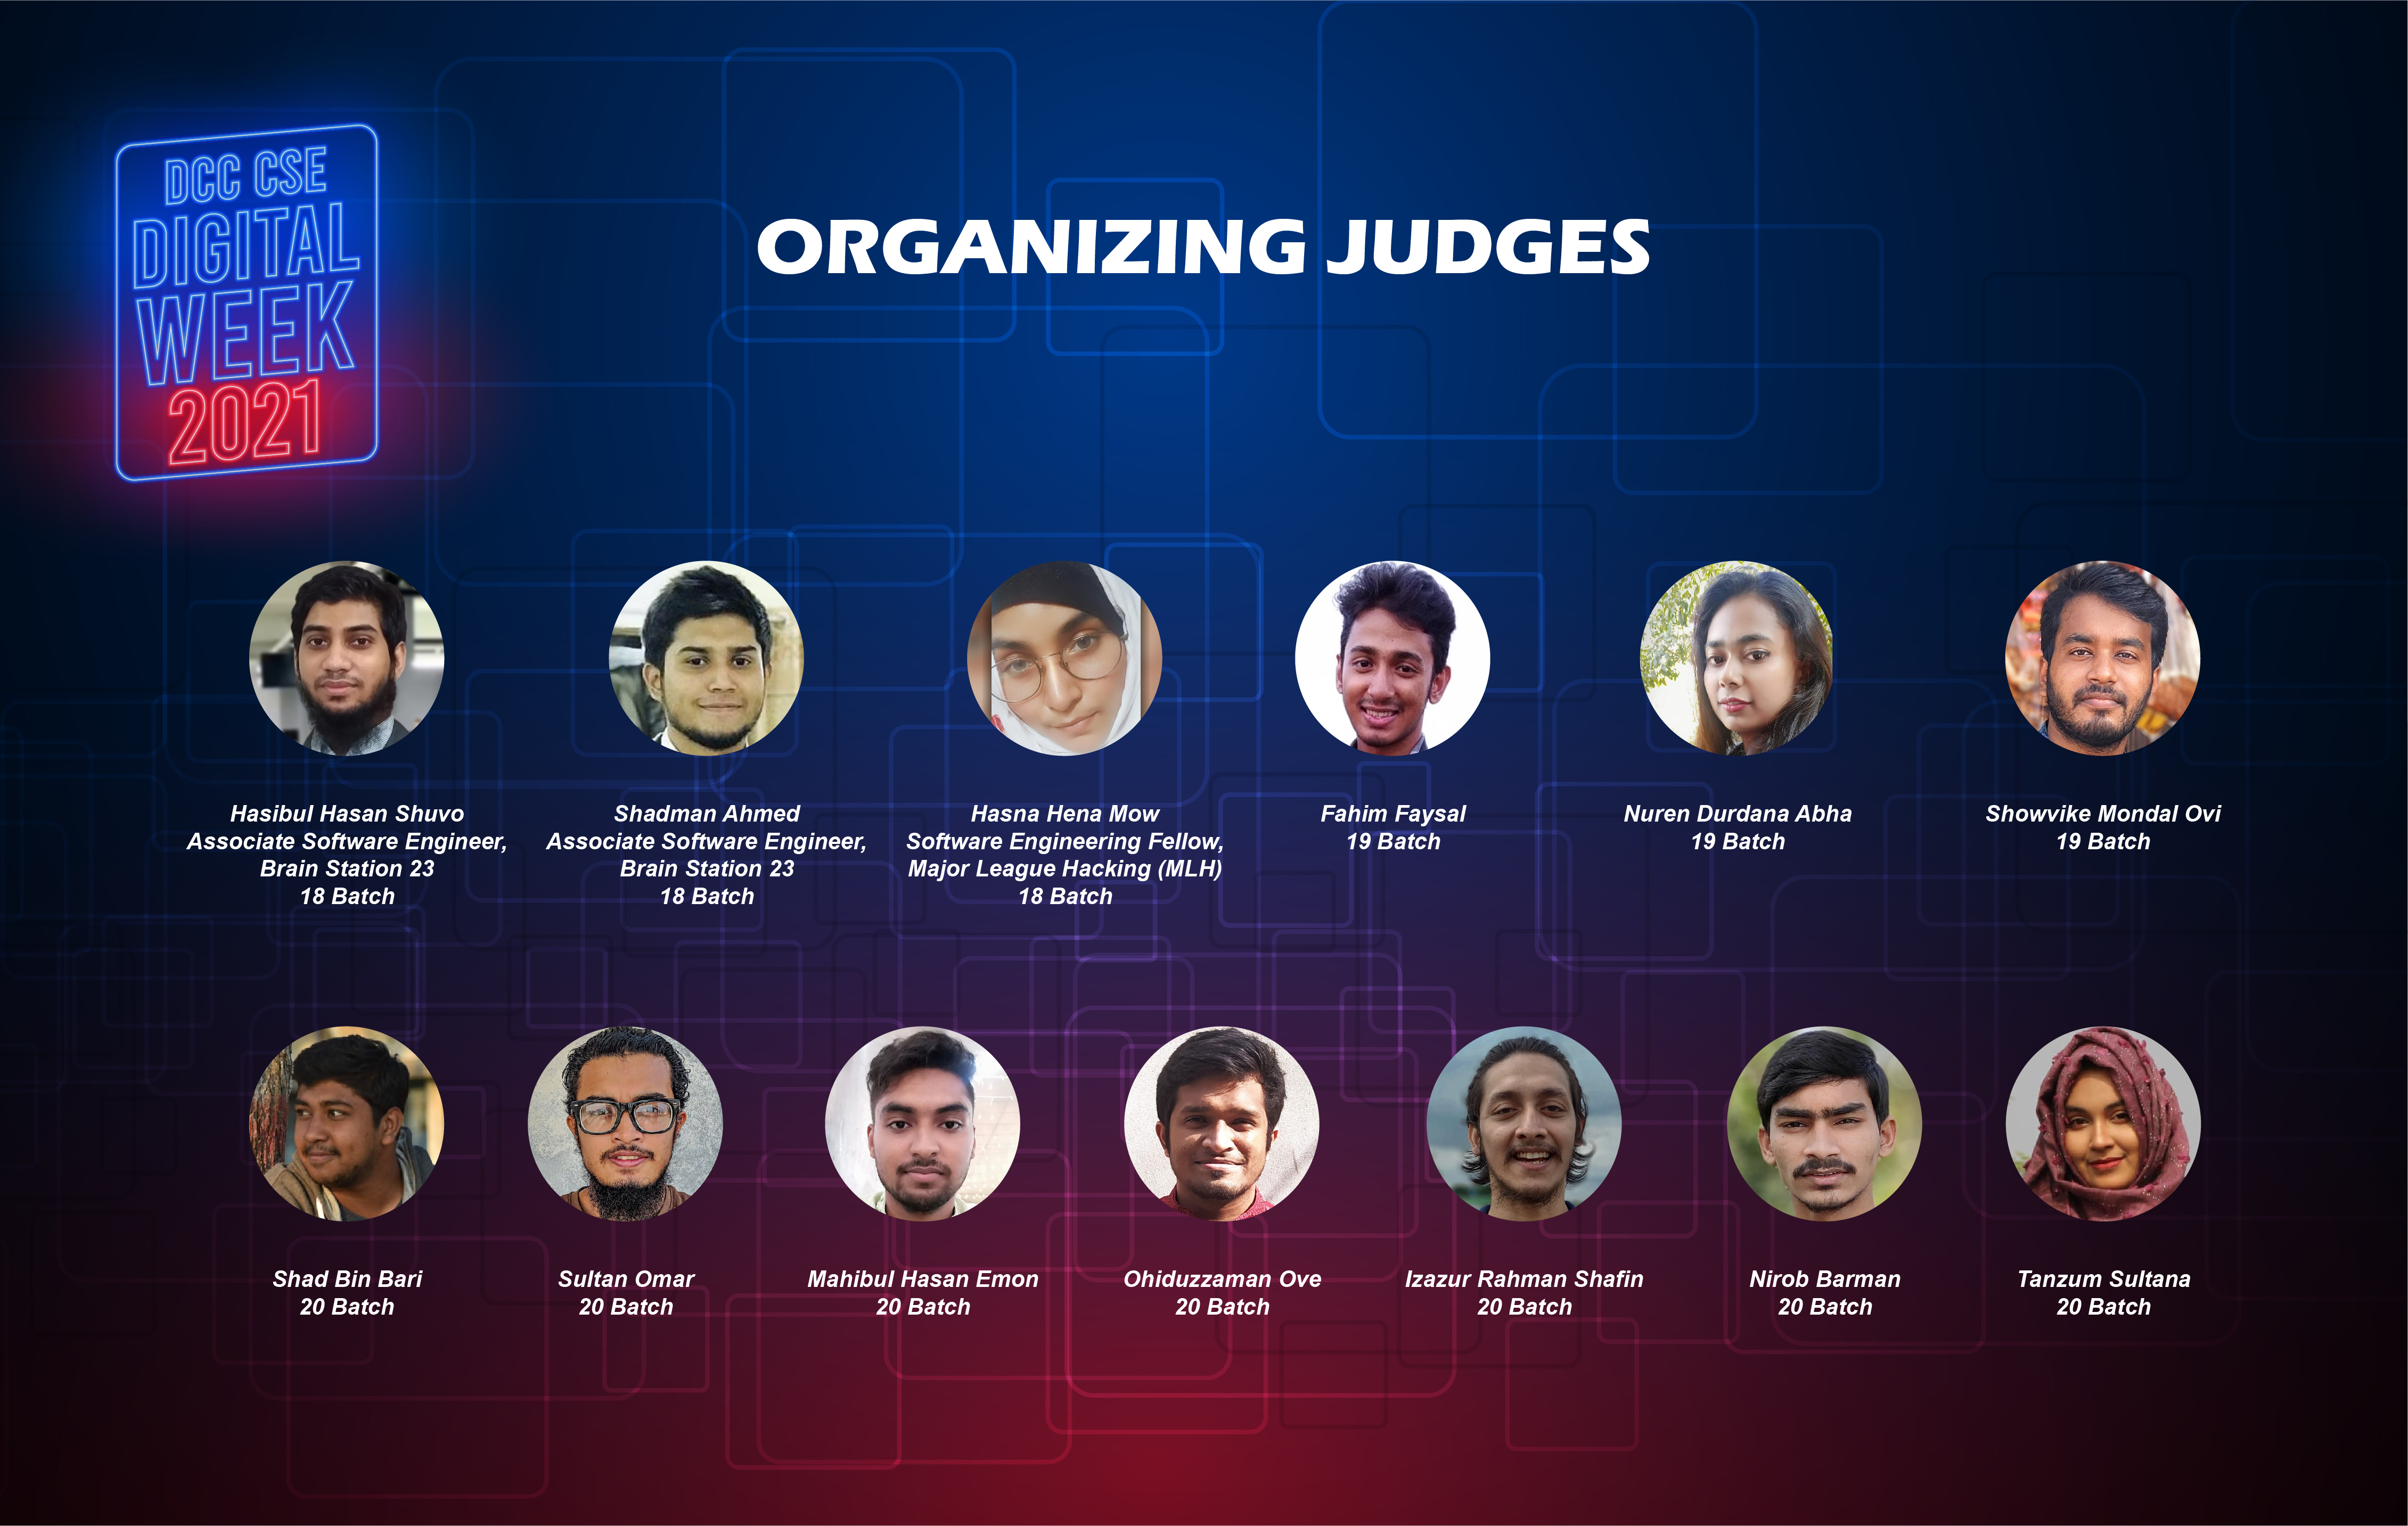 DCC CSE
DIGITAL
WEEK
2021
ORGANIZING JUDGES
Hasibul Hasan Shuvo
Associate Software Engineer,
Brain Station 23
18 Batch
Shadman Ahmed
Associate Software Engineer,
Brain Station 23
18 Batch
Hasna Hena Mow
Software Engineering Fellow,
Major League Hacking (MLH)
18 Batch
Fahim Faysal
19 Batch
Nuren Durdana Abha
19 Batch
Showvike Mondal Ovi
19 Batch
Shad Bin Bari
20 Batch
Sultan Omar
20 Batch
Mahibul Hasan Emon
20 Batch
Ohiduzzaman Ove
20 Batch
Izazur Rahman Shafin
20 Batch
Nirob Barman
20 Batch
Tanzum Sultana
20 Batch